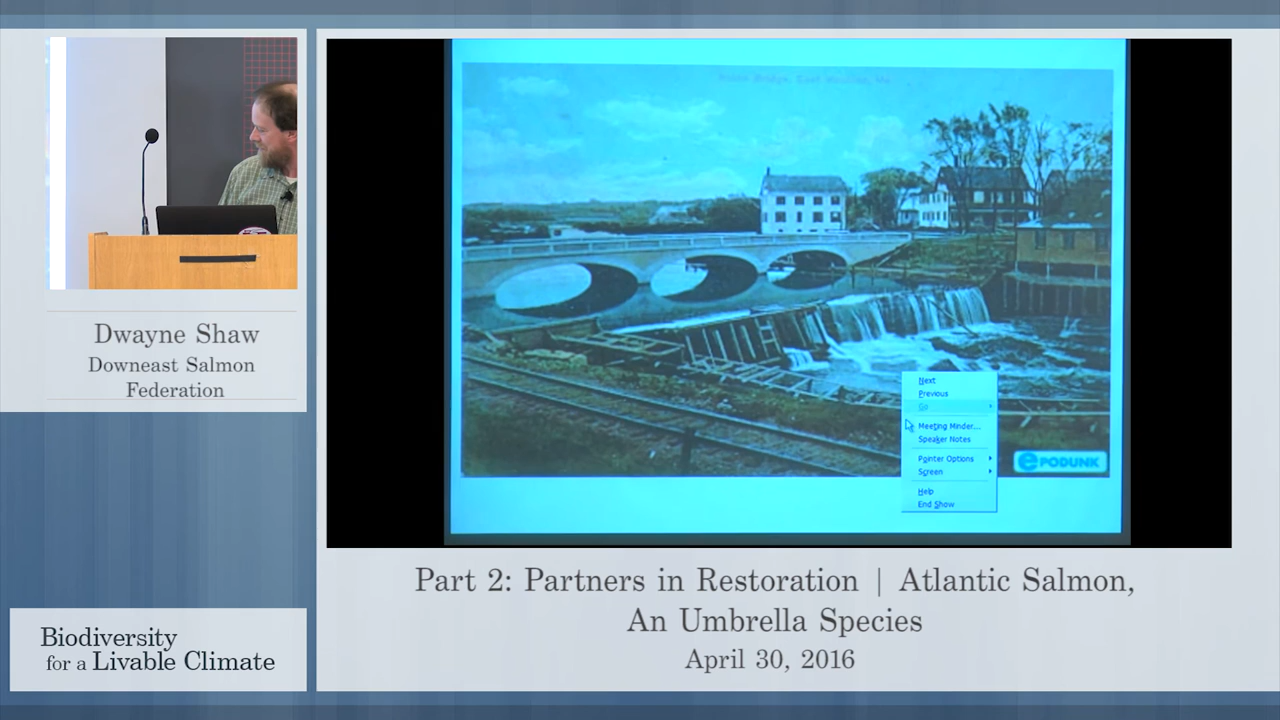 Dwayne Shaw
Downeast Salmon
Federation
Biodiversity
for a Livable Climate
Next
Previous
Go
Meeting Minder...
Speaker Notes
Pointer Options
Screen
Help
End Show
ePODUNK
Part 2: Partners in Restoration | Atlantic Salmon,
An Umbrella Species
April 30, 2016